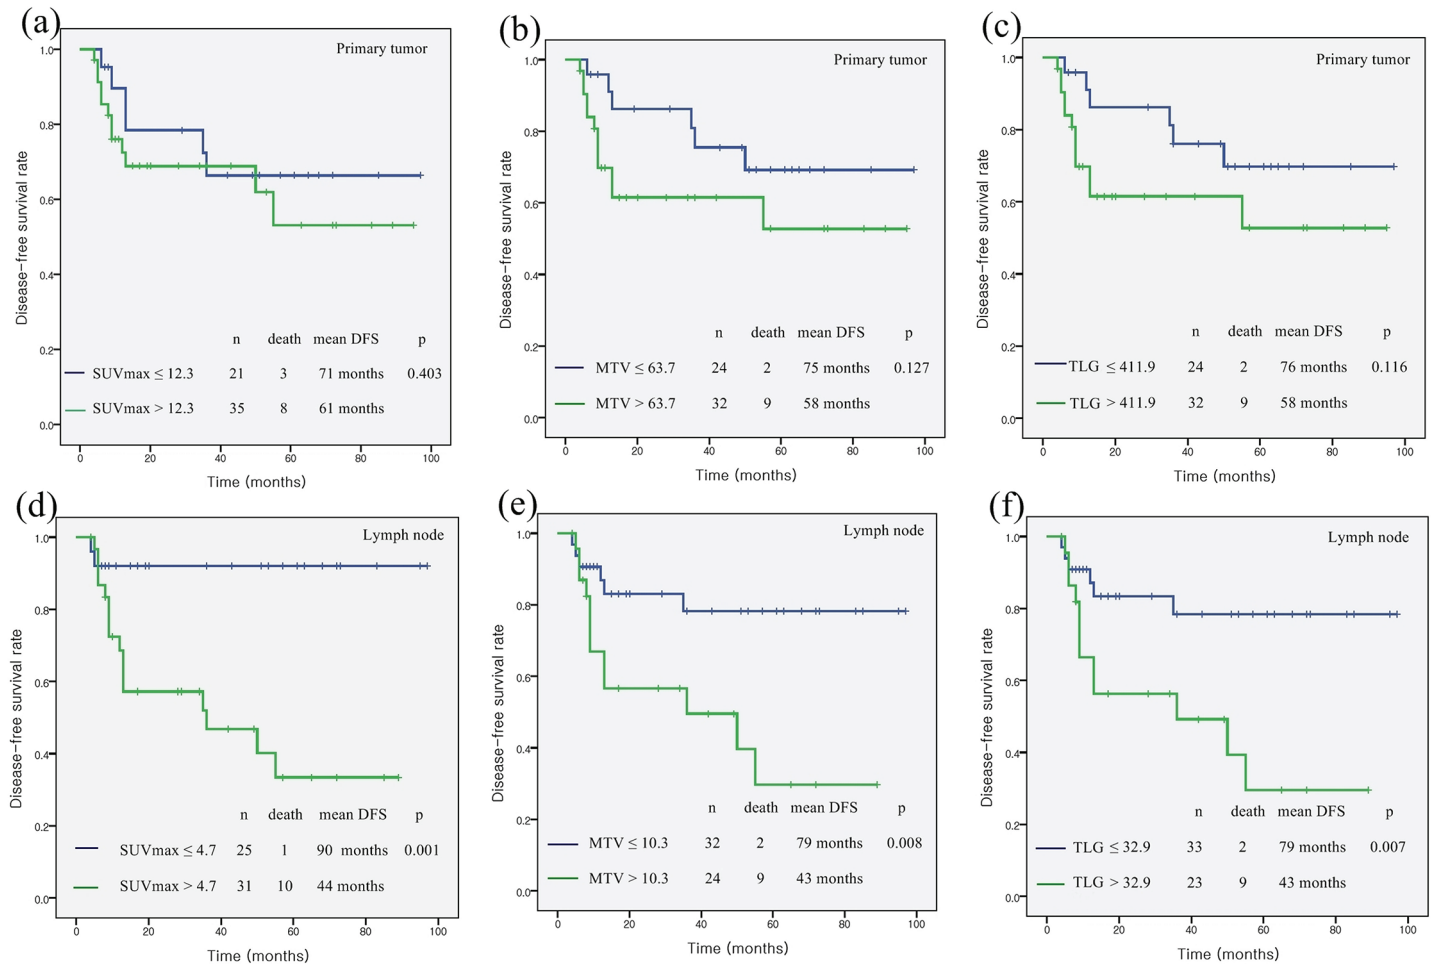 (a)
Primary tumor
Disease-free survival rate
1.0
0.8
0.6
0.4
0.2
0.0
n death mean DFS p
SUVmax ≤ 12.3 21 3 71 months 0.403
SUVmax > 12.3 35 8 61 months
0 20 40 60 80 100
Time (months)
(b)
Primary tumor
Disease-free survival rate
1.0
0.8
0.6
0.4
0.2
0.0
n death mean DFS p
MTV ≤ 63.7 24 2 75 months 0.127
MTV > 63.7 32 9 58 months
0 20 40 60 80 100
Time (months)
(c)
Primary tumor
Disease-free survival rate
1.0
0.8
0.6
0.4
0.2
0.0
n death mean DFS p
TLG ≤ 411.9 24 2 76 months 0.116
TLG > 411.9 32 9 58 months
0 20 40 60 80 100
Time (months)
(d)
Lymph node
Disease-free survival rate
1.0
0.8
0.6
0.4
0.2
0.0
n death mean DFS p
SUVmax ≤ 4.7 25 1 90 months 0.001
SUVmax > 4.7 31 10 44 months
0 20 40 60 80 100
Time (months)
(e)
Lymph node
Disease-free survival rate
1.0
0.8
0.6
0.4
0.2
0.0
n death mean DFS p
MTV ≤ 10.3 32 2 79 months 0.008
MTV > 10.3 24 9 43 months
0 20 40 60 80 100
Time (months)
(f)
Lymph node
Disease-free survival rate
1.0
0.8
0.6
0.4
0.2
0.0
n death mean DFS p
TLG ≤ 32.9 33 2 79 months 0.007
TLG > 32.9 23 9 43 months
0 20 40 60 80 100
Time (months)